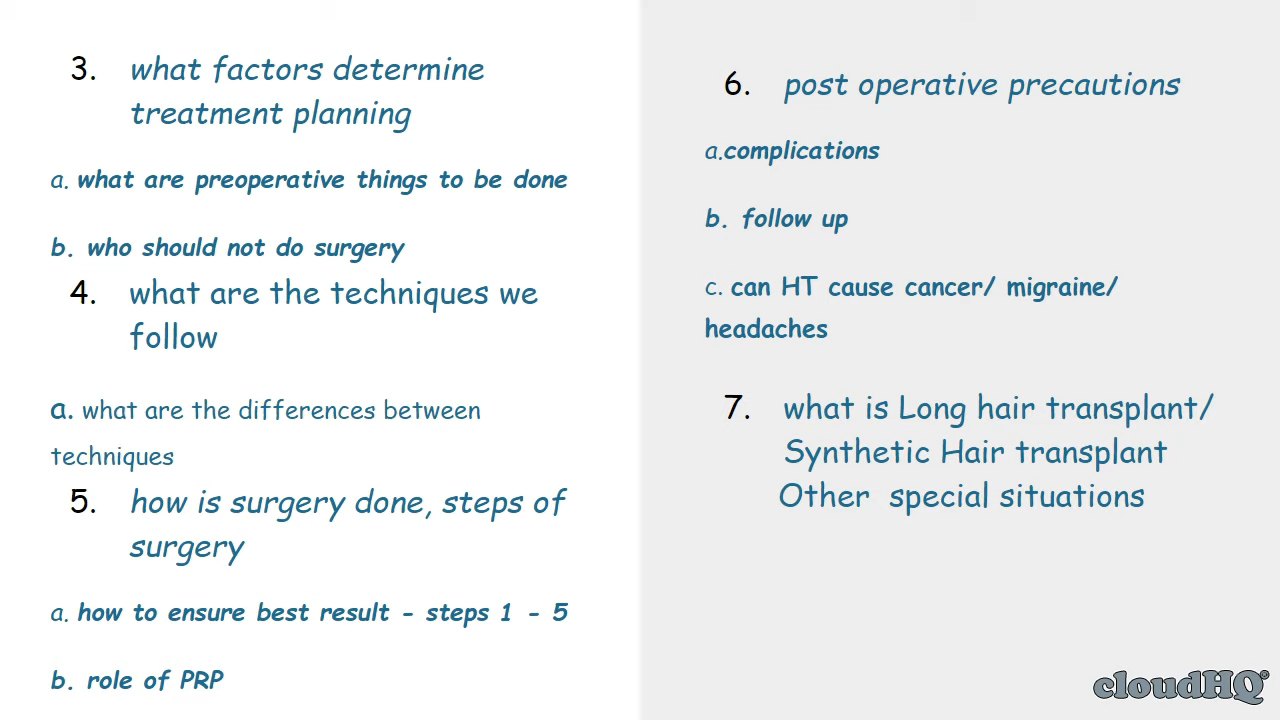 3. what factors determine
treatment planning
a. what are preoperative things to be done
b. who should not do surgery
4. what are the techniques we
follow
a. what are the differences between
techniques
5. how is surgery done, steps of
surgery
a. how to ensure best result - steps 1 - 5
b. role of PRP
6. post operative precautions
a.complications
b. follow up
c. can HT cause cancer/ migraine/
headaches
7. what is Long hair transplant/
Synthetic Hair transplant
Other special situations
cloudHQ®